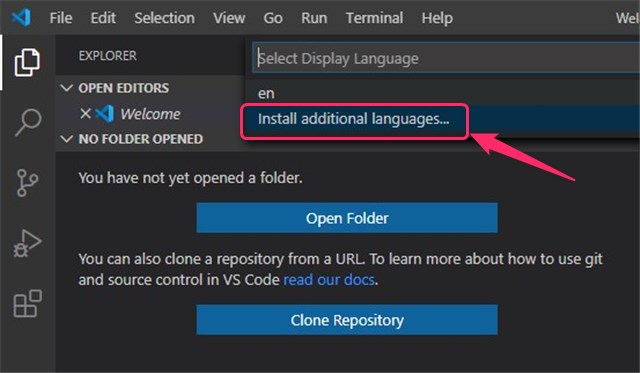 File Edit Selection View Go Run Terminal Help Wel
EXPLORER
Select Display Language
OPEN EDITORS
Welcome
en
Install additional languages...
NO FOLDER OPENED
You have not yet opened a folder.
Open Folder
You can also clone a repository from a URL. To learn more about how to use git
and source control in VS Code read our docs.
Clone Repository